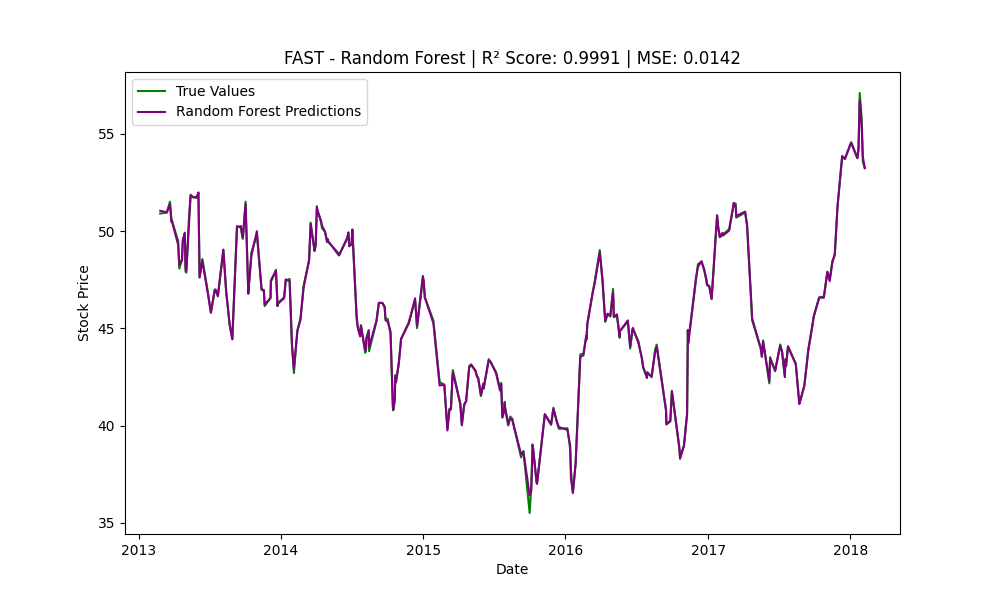 FAST - Random Forest | R² Score: 0.9991 | MSE: 0.0142
True Values
Random Forest Predictions
Stock Price
55
50
45
40
35
2013 2014 2015 2016 2017 2018
Date